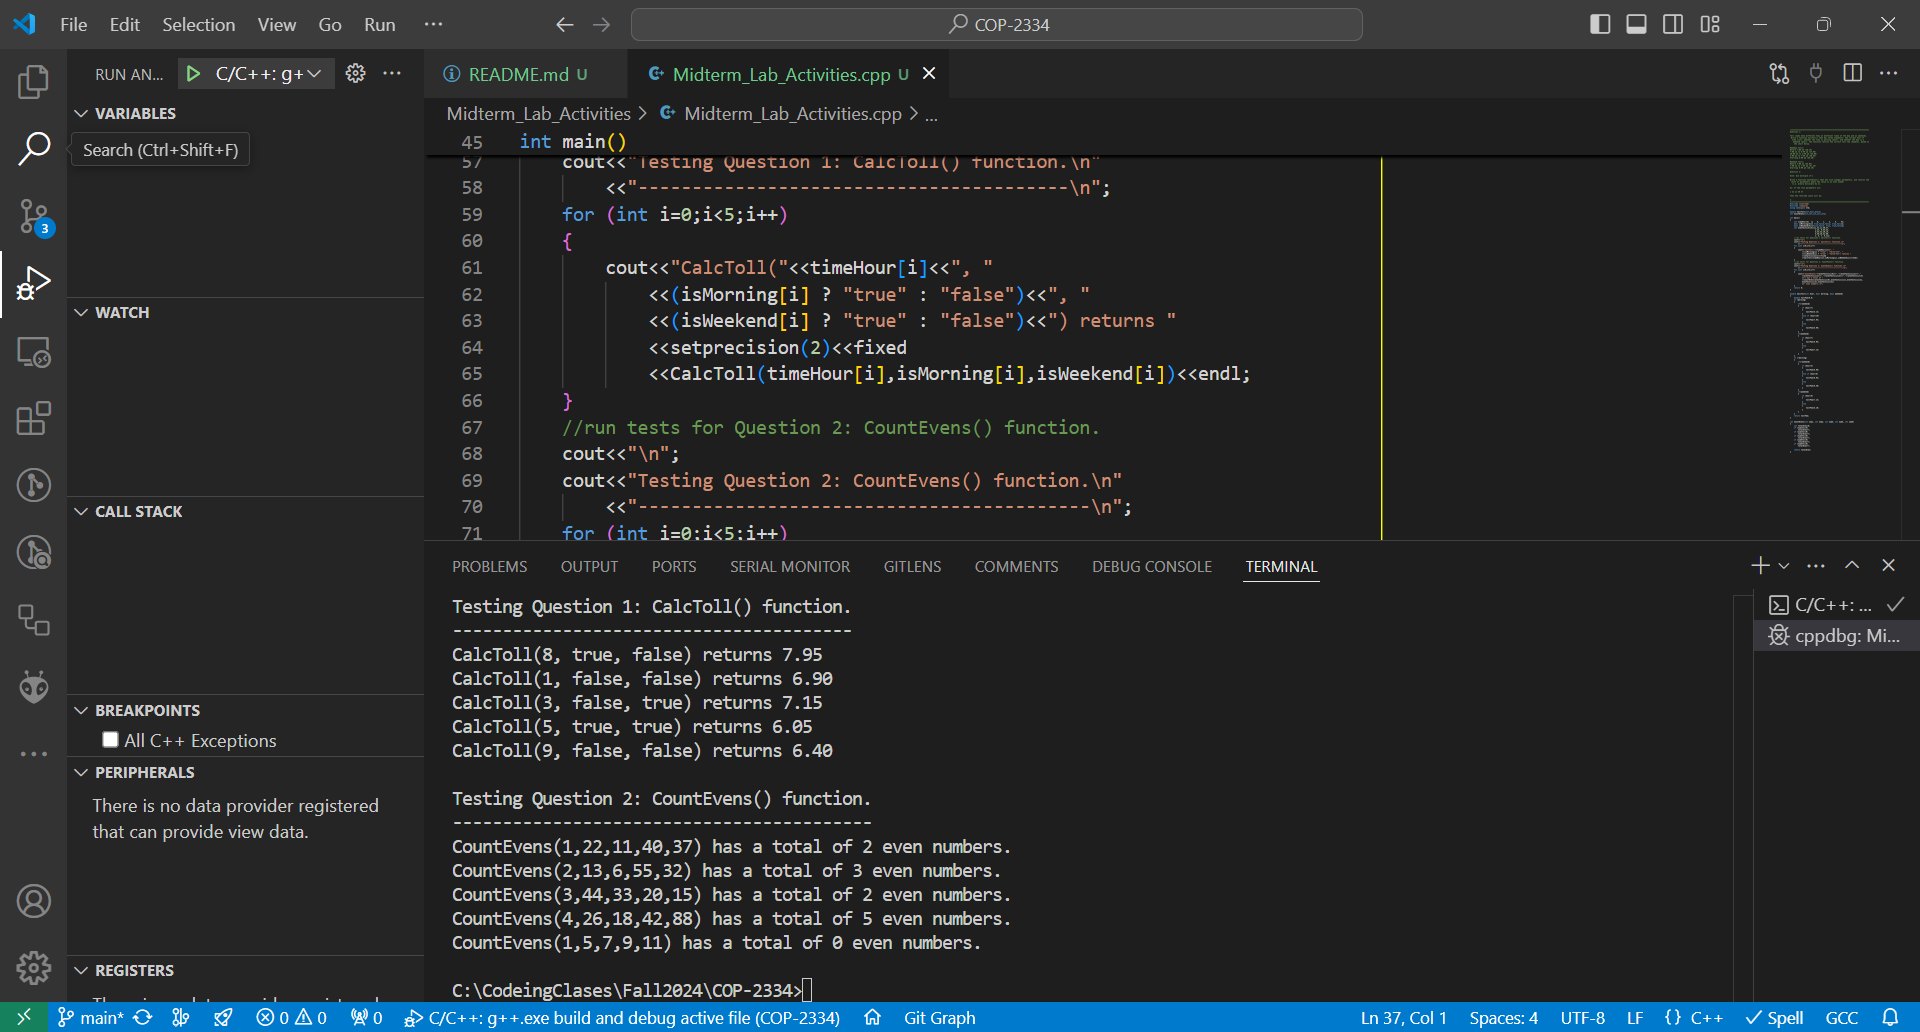 File Edit Selection View Go Run ··· COP-2334
RUN AN... C/C++: g+ ···
README.md U Midterm_Lab_Activities.cpp U
VARIABLES
Search (Ctrl+Shift+F)
WATCH
CALL STACK
BREAKPOINTS
All C++ Exceptions
PERIPHERALS
There is no data provider registered
that can provide view data.
REGISTERS
3
Midterm_Lab_Activities > Midterm_Lab_Activities.cpp > ...
45 int main()
57 cout<<"Testing Question 1: CalcToll() function.\n"
58 <<"----------------------------------------\n";
59 for (int i=0;i<5;i++)
60 {
61 cout<<"CalcToll("<<timeHour[i]<<", "
62 <<(isMorning[i] ? "true" : "false")<<", "
63 <<(isWeekend[i] ? "true" : "false")<<") returns "
64 <<setprecision(2)<<fixed
65 <<CalcToll(timeHour[i],isMorning[i],isWeekend[i])<<endl;
66 }
67 //run tests for Question 2: CountEvens() function.
68 cout<<"\n";
69 cout<<"Testing Question 2: CountEvens() function.\n"
70 <<"------------------------------------------\n";
71 for (int i=0;i<5;i++)
PROBLEMS OUTPUT PORTS SERIAL MONITOR GITLENS COMMENTS DEBUG CONSOLE TERMINAL
Testing Question 1: CalcToll() function.
----------------------------------------
CalcToll(8, true, false) returns 7.95
CalcToll(1, false, false) returns 6.90
CalcToll(3, false, true) returns 7.15
CalcToll(5, true, true) returns 6.05
CalcToll(9, false, false) returns 6.40
Testing Question 2: CountEvens() function.
------------------------------------------
CountEvens(1,22,11,40,37) has a total of 2 even numbers.
CountEvens(2,13,6,55,32) has a total of 3 even numbers.
CountEvens(3,44,33,20,15) has a total of 2 even numbers.
CountEvens(4,26,18,42,88) has a total of 5 even numbers.
CountEvens(1,5,7,9,11) has a total of 0 even numbers.
C:\CodeingClases\Fall2024\COP-2334>
C/C++: ...
cppdbg: Mi...
main* 0 0 0 C/C++: g++.exe build and debug active file (COP-2334) Git Graph Ln 37, Col 1 Spaces: 4 UTF-8 LF {} C++ Spell GCC